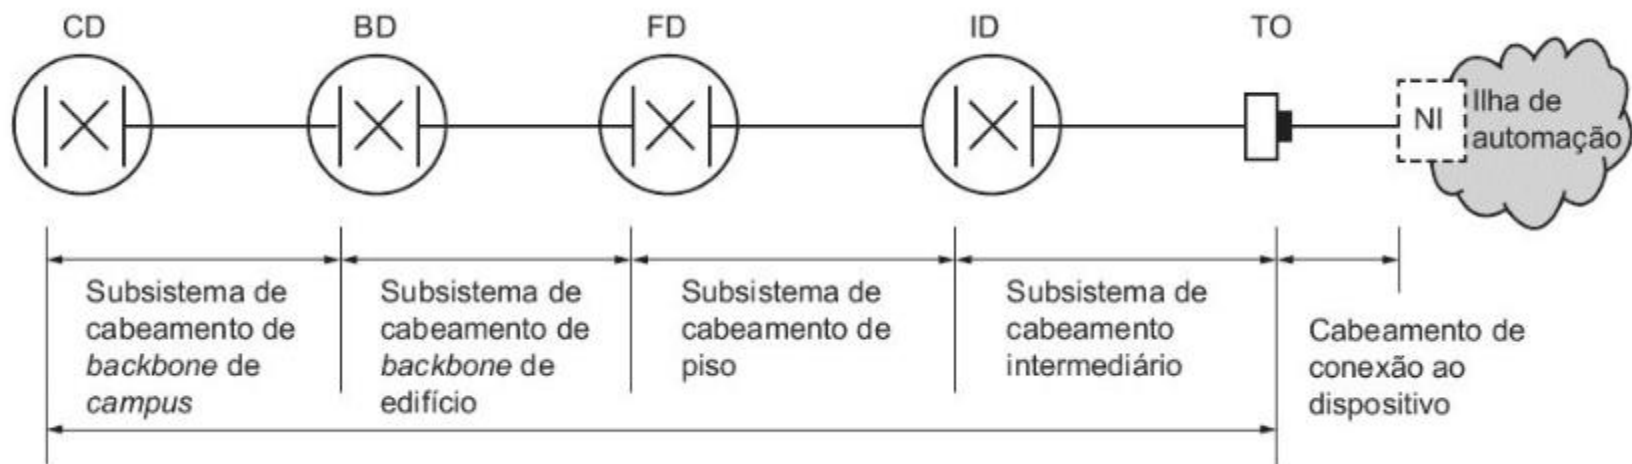 CD
BD
FD
ID
TO
NI
Ilha de
automação
Subsistema de
cabeamento de
backbone de
campus
Subsistema de
cabeamento de
backbone de
edifício
Subsistema de
cabeamento de
piso
Subsistema de
cabeamento
intermediário
Cabeamento de
conexão ao
dispositivo